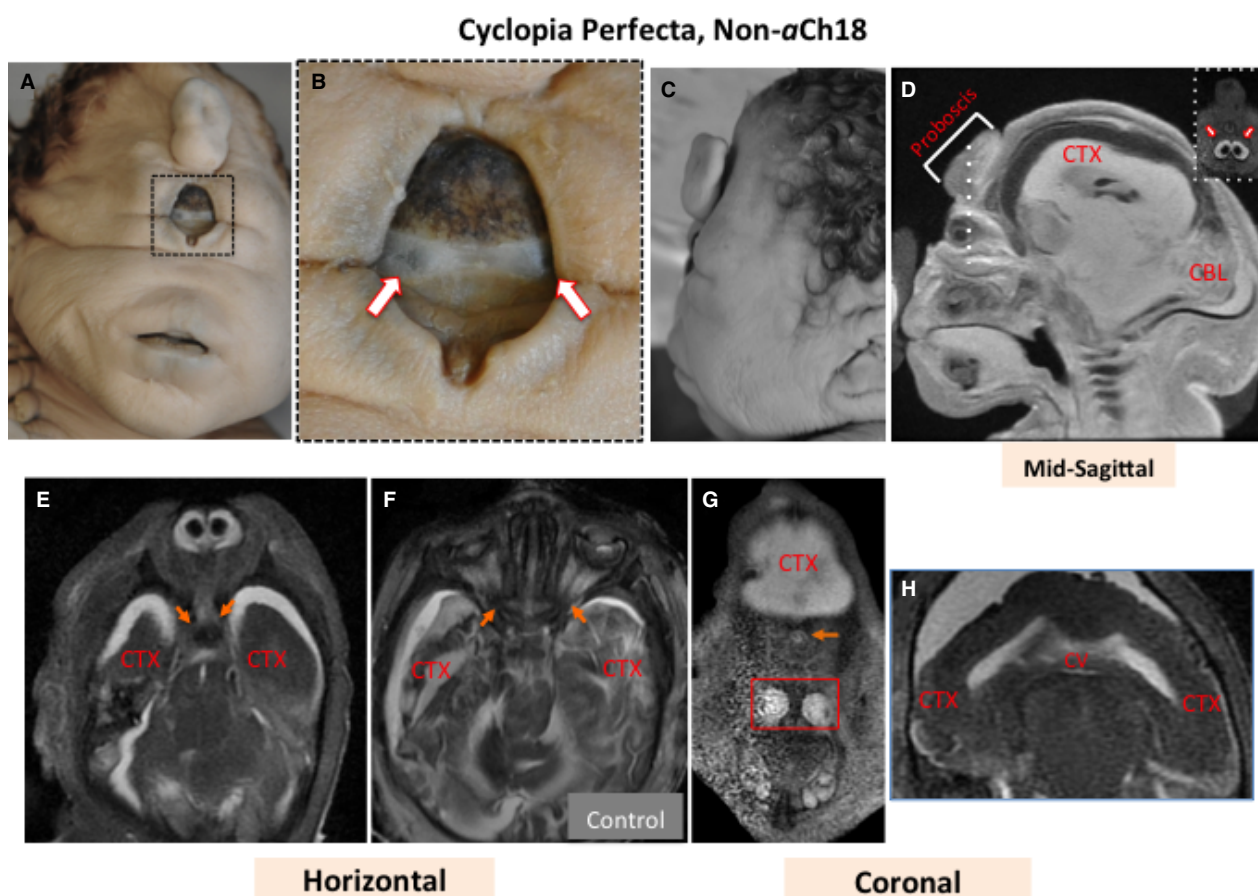 Cyclopia Perfecta, Non-aCh18
A
B
C
D
Proboscis
CTX
CBL
Mid-Sagittal
E
CTX
CTX
F
CTX
CTX
Control
G
CTX
H
CV
CTX
CTX
Horizontal
Coronal